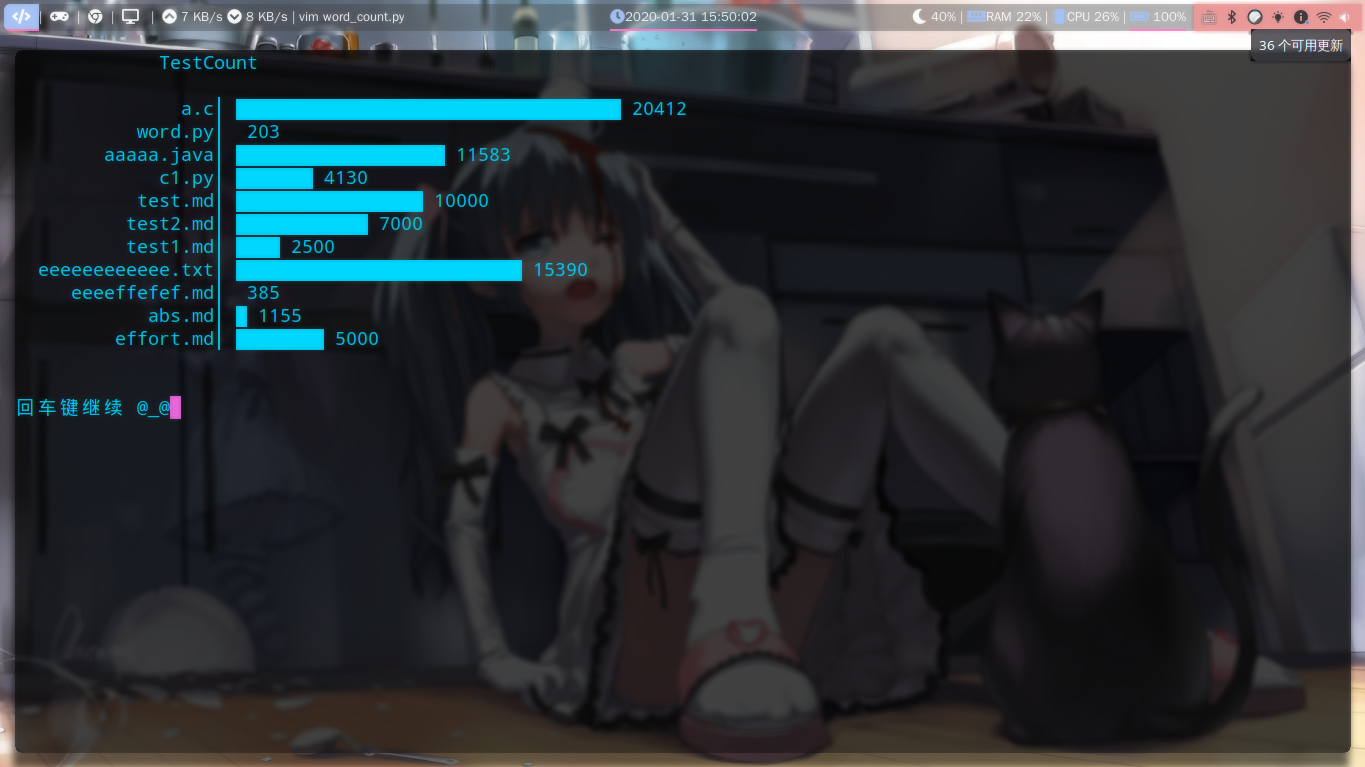 7 KB/s 8 KB/s | vim word_count.py 2020-01-31 15:50:02 40% | RAM 22% | CPU 26% | 100%
36 个可用更新
TestCount
a.c 20412
word.py 203
aaaaa.java 11583
c1.py 4130
test.md 10000
test2.md 7000
test1.md 2500
eeeeeeeeeeee.txt 15390
eeeeffefef.md 385
abs.md 1155
effort.md 5000
回车键继续 @_@